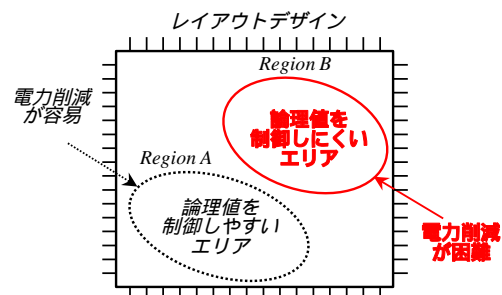 レイアウトデザイン
Region B
電力削減
が容易
論理値を
制御しにくい
エリア
Region A
論理値を
制御しやすい
エリア
電力削減
が困難